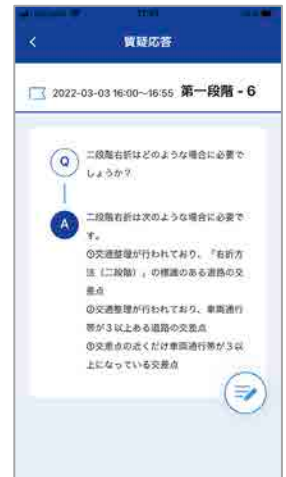 質疑応答
2022-03-03 16:00~16:55 第一段階 - 6
Q
二段階右折はどのような場合に必要で
しょうか?
A
二段階右折は次のような場合に必要で
す。
①交通整理が行われており、「右折方
法(二段階)」の標識のある道路の交
差点
②交通整理が行われており、車両通行
帯が3以上ある道路の交差点
③交差点の近くだけ車両通行帯が3以
上になっている交差点